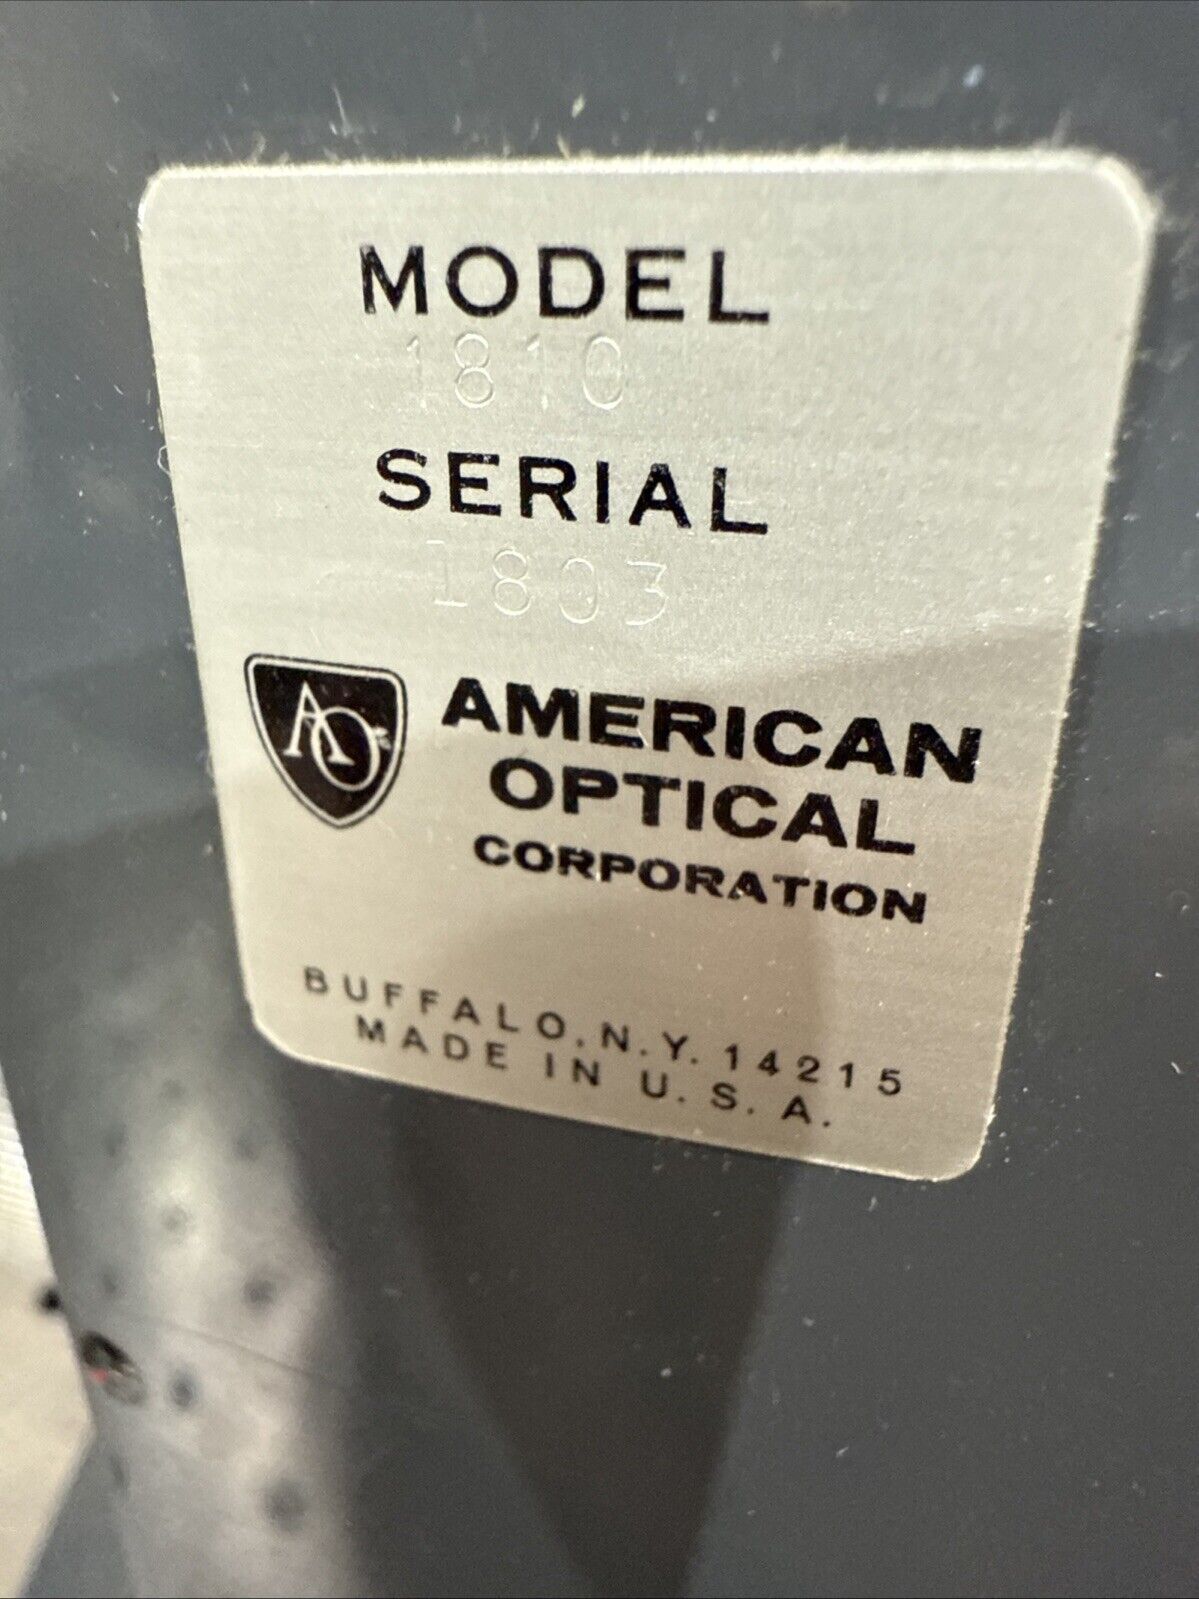 MODEL
1810
SERIAL
1803
AO
AMERICAN
OPTICAL
CORPORATION
BUFFALO, N.Y. 14215
MADE IN U.S.A.